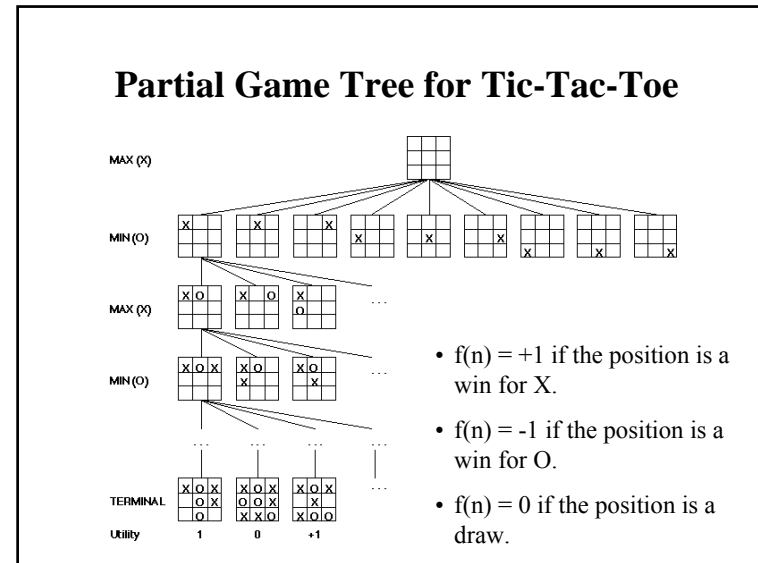 Partial Game Tree for Tic-Tac-Toe
MAX (X)
MIN (O)
X X X X X X X X X
MAX (X)
X O X O X
O
...
MIN (O)
X O X X O X O
X X
...
• f(n) = +1 if the position is a
win for X.
• f(n) = -1 if the position is a
win for O.
• f(n) = 0 if the position is a
draw.
... ... ... ...
TERMINAL
X O X X O X X O X
O X O O X X
O X X O X O O
...
Utility 1 0 +1